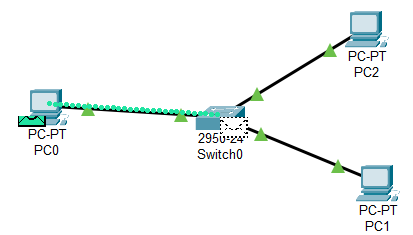 PC-PT
PC2
PC-PT
PC0
2950-24
Switch0
PC-PT
PC1